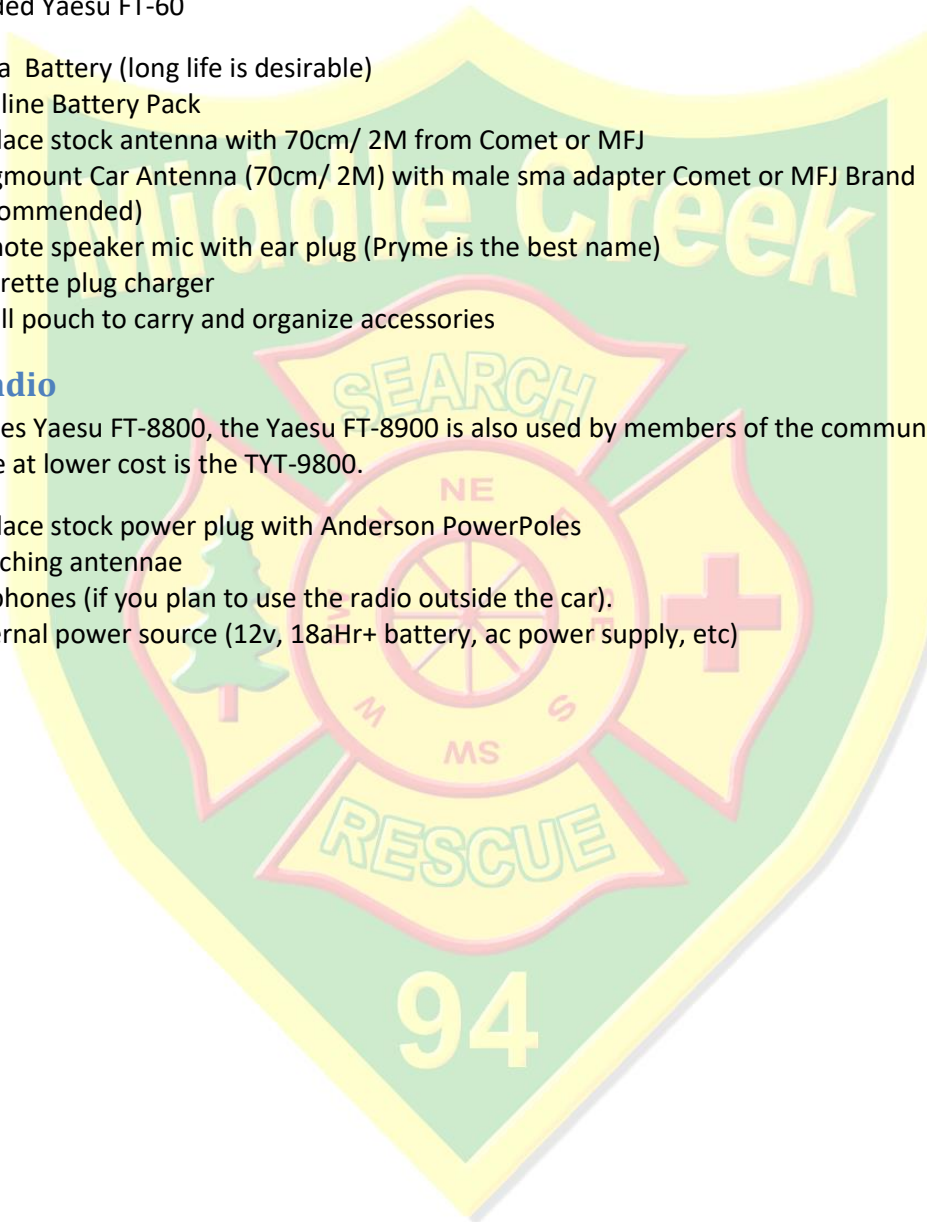 ded Yaesu FT-60
a Battery (long life is desirable)
line Battery Pack
lace stock antenna with 70cm/ 2M from Comet or MFJ
gmount Car Antenna (70cm/ 2M) with male sma adapter Comet or MFJ Brand
ommended)
note speaker mic with ear plug (Pryme is the best name)
rette plug charger
ll pouch to carry and organize accessories
adio
es Yaesu FT-8800, the Yaesu FT-8900 is also used by members of the commun
e at lower cost is the TYT-9800.
lace stock power plug with Anderson PowerPoles
ching antennae
phones (if you plan to use the radio outside the car).
ernal power source (12v, 18aHr+ battery, ac power supply, etc)
Middle Creek
SEARCH
NE
E
SE
S
SW
W
NW
N
RESCUE
94